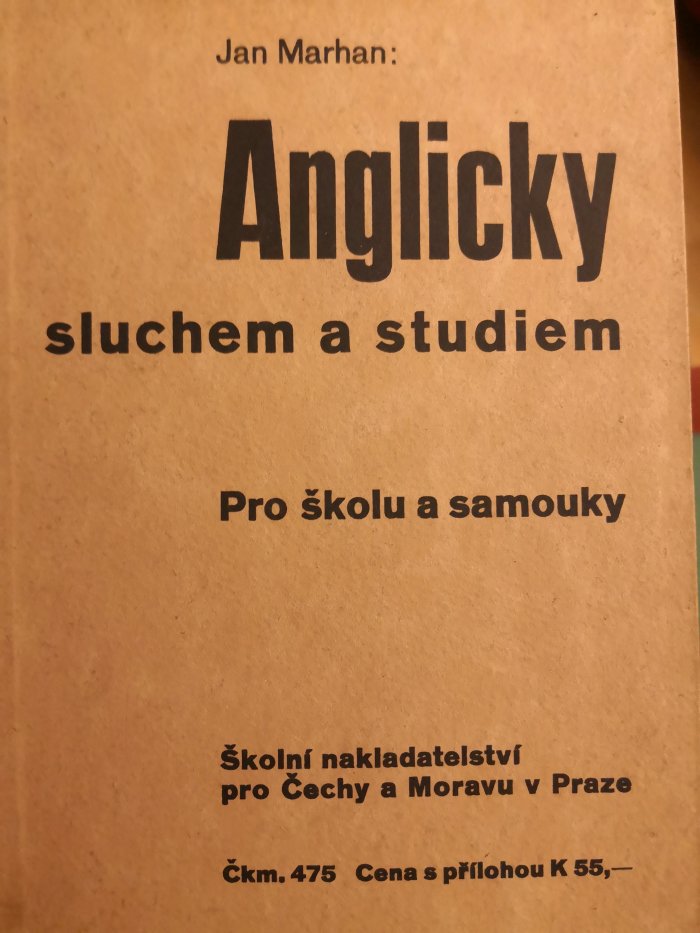 Jan Marhan:
Anglicky
sluchem a studiem
Pro školu a samouky
Školní nakladatelství
pro Čechy a Moravu v Praze
Čkm. 475 Cena s přílohou K 55,—